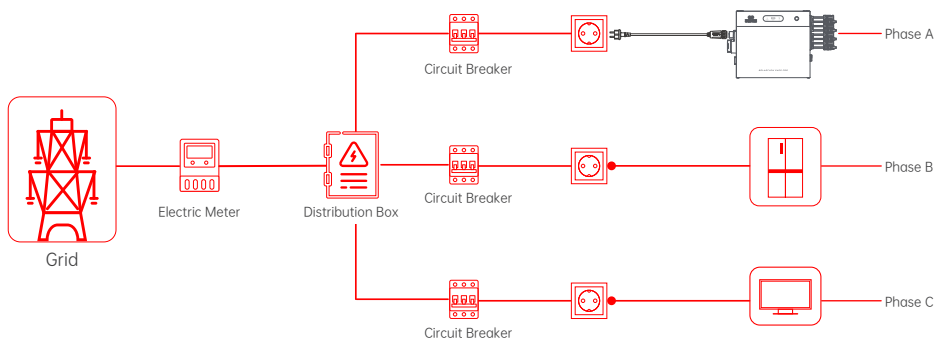 Phase A
Circuit Breaker
Phase B
Electric Meter
Distribution Box
Circuit Breaker
Grid
Phase C
Circuit Breaker